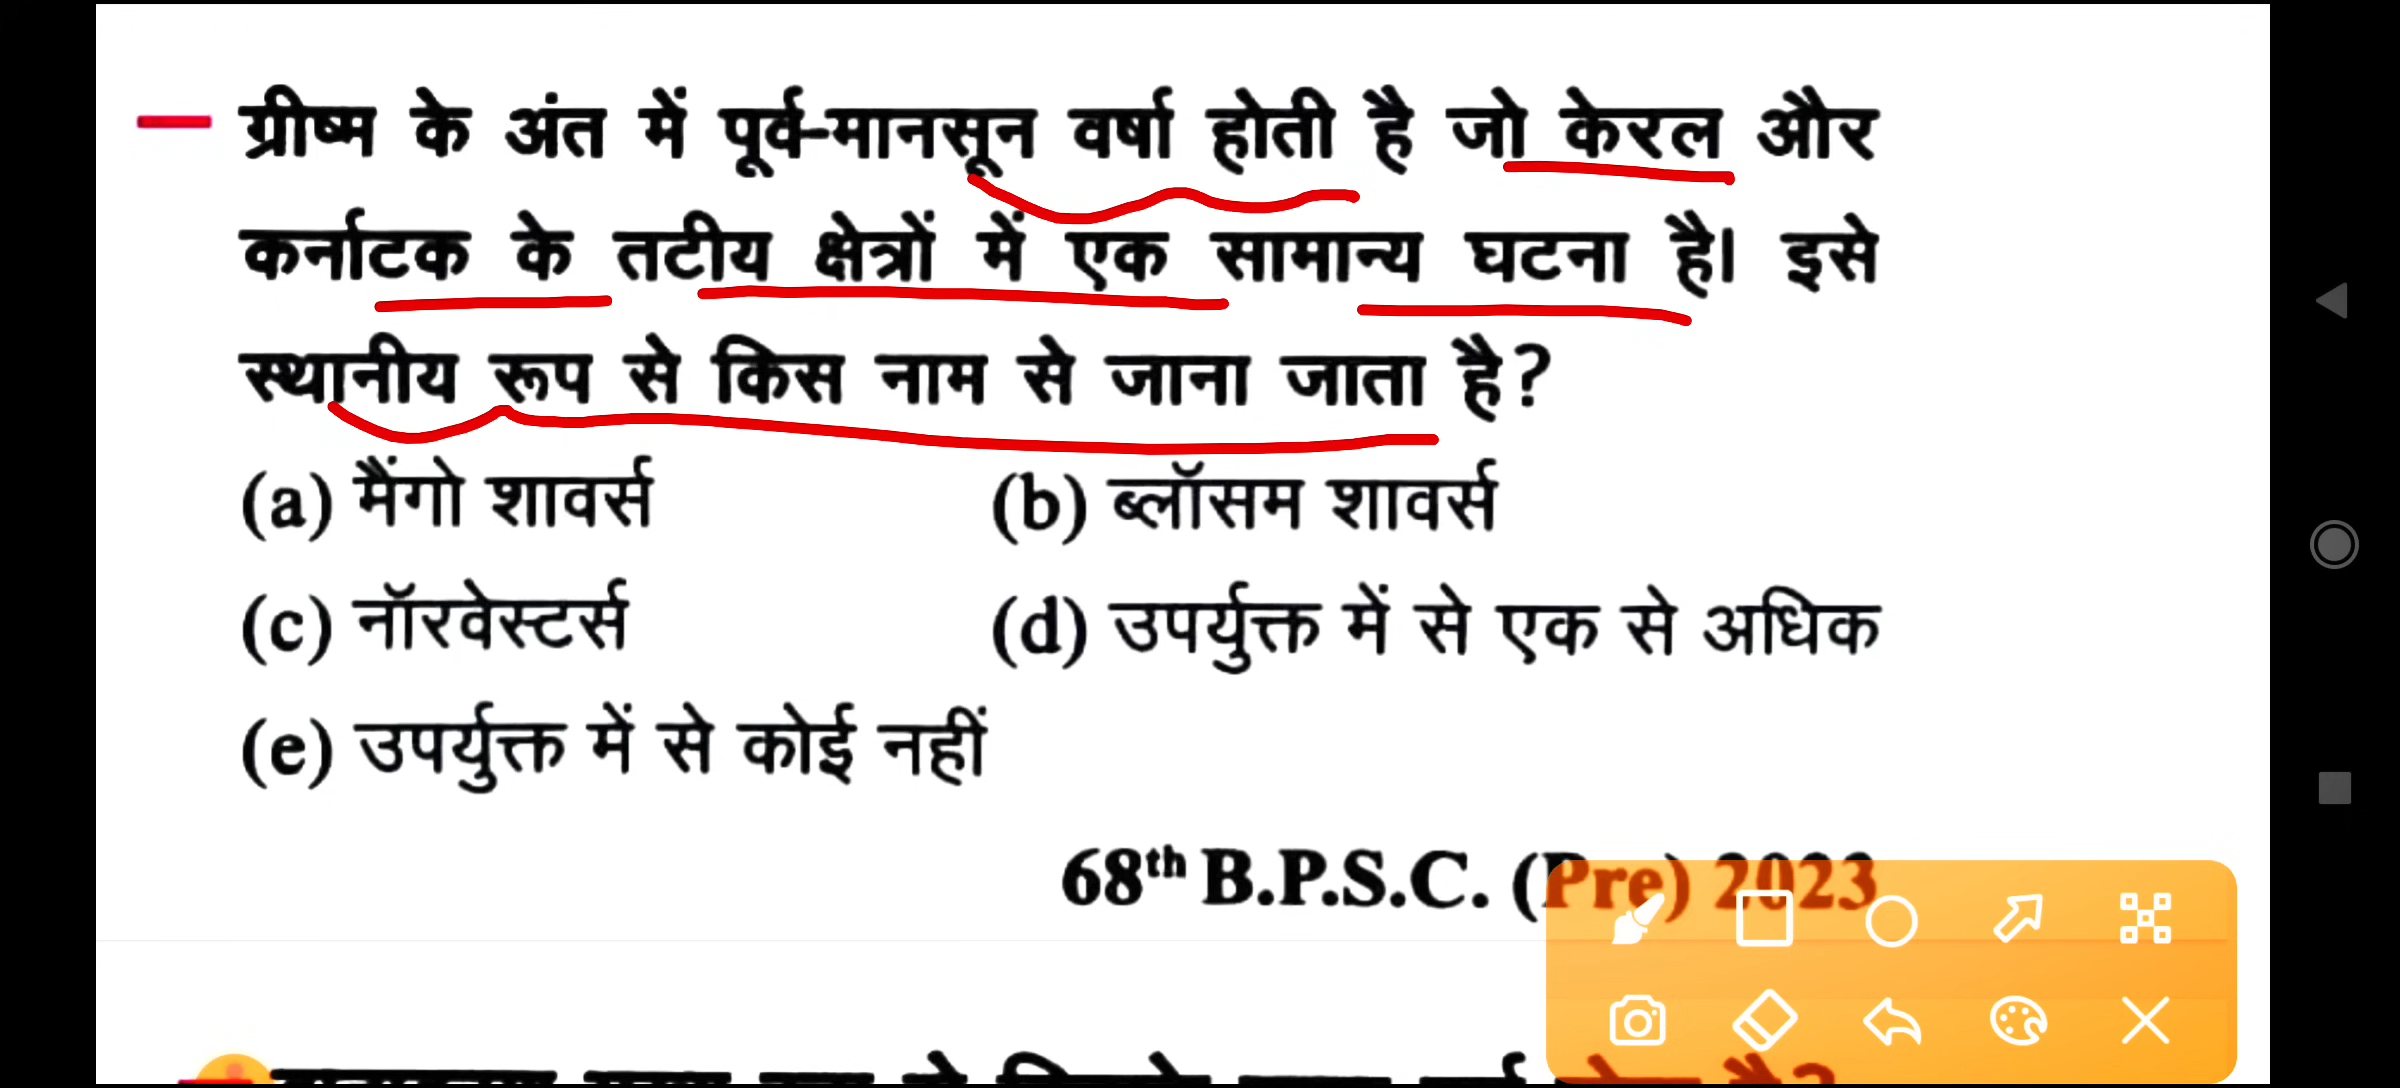 ग्रीष्म के अंत में पूर्व-मानसून वर्षा होती है जो केरल और
कर्नाटक के तटीय क्षेत्रों में एक सामान्य घटना है। इसे
स्थानीय रूप से किस नाम से जाना जाता है?
(a) मैंगो शावर्स (b) ब्लॉसम शावर्स
(c) नॉरवेस्टर्स (d) उपर्युक्त में से एक से अधिक
(e) उपर्युक्त में से कोई नहीं
68th B.P.S.C. (Pre) 2023